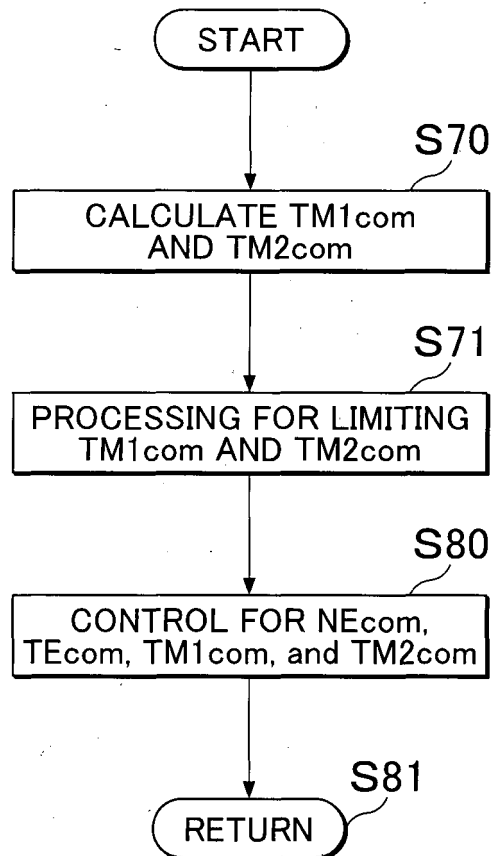 START
S70
CALCULATE TM1com
AND TM2com
S71
PROCESSING FOR LIMITING
TM1com AND TM2com
S80
CONTROL FOR NEcom,
TEcom, TM1com, and TM2com
S81
RETURN